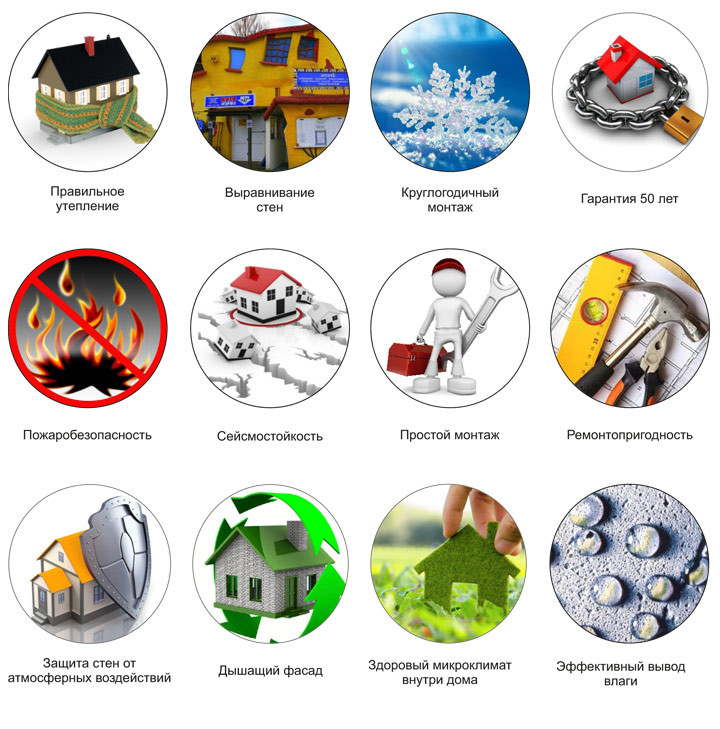 Правильное
утепление
Выравнивание
стен
Круглогодичный
монтаж
Гарантия 50 лет
Пожаробезопасность
Сейсмостойкость
Простой монтаж
Ремонтопригодность
Защита стен от
атмосферных воздействий
Дышащий фасад
Здоровый микроклимат
внутри дома
Эффективный вывод
влаги